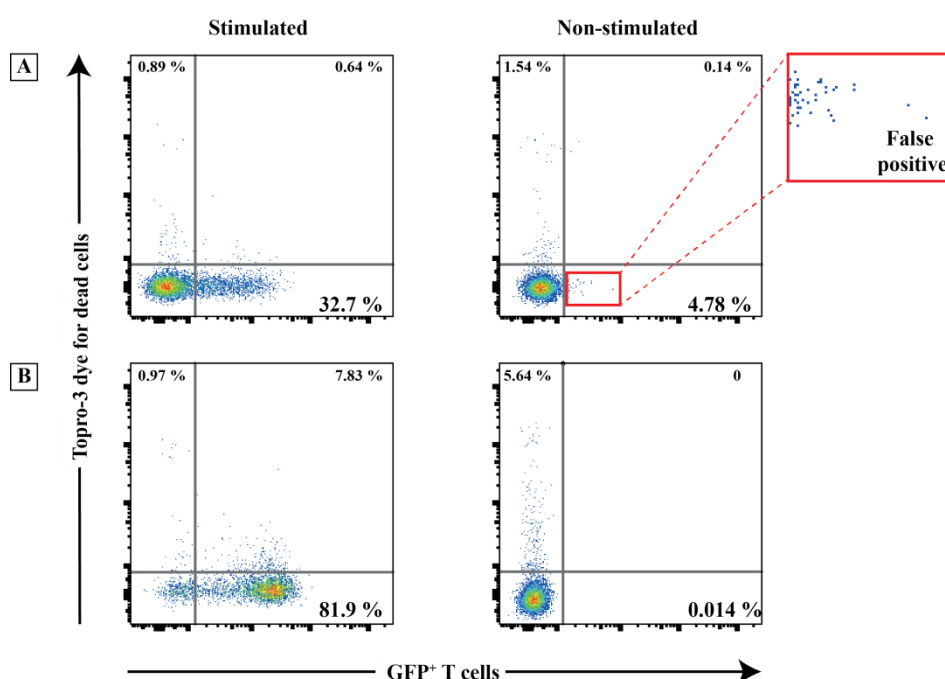 Stimulated
Non-stimulated
A
0.89 %
0.64 %
32.7 %
1.54 %
0.14 %
4.78 %
False
positive
B
0.97 %
7.83 %
81.9 %
5.64 %
0
0.014 %
Topro-3 dye for dead cells
GFP⁺ T cells